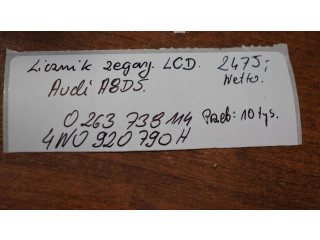 Licznik zegary. LCD. 2475,-
Audi A8D5. Netto.
0 263 738 114 Przeb: 10 tys.
4N0 920 790 H